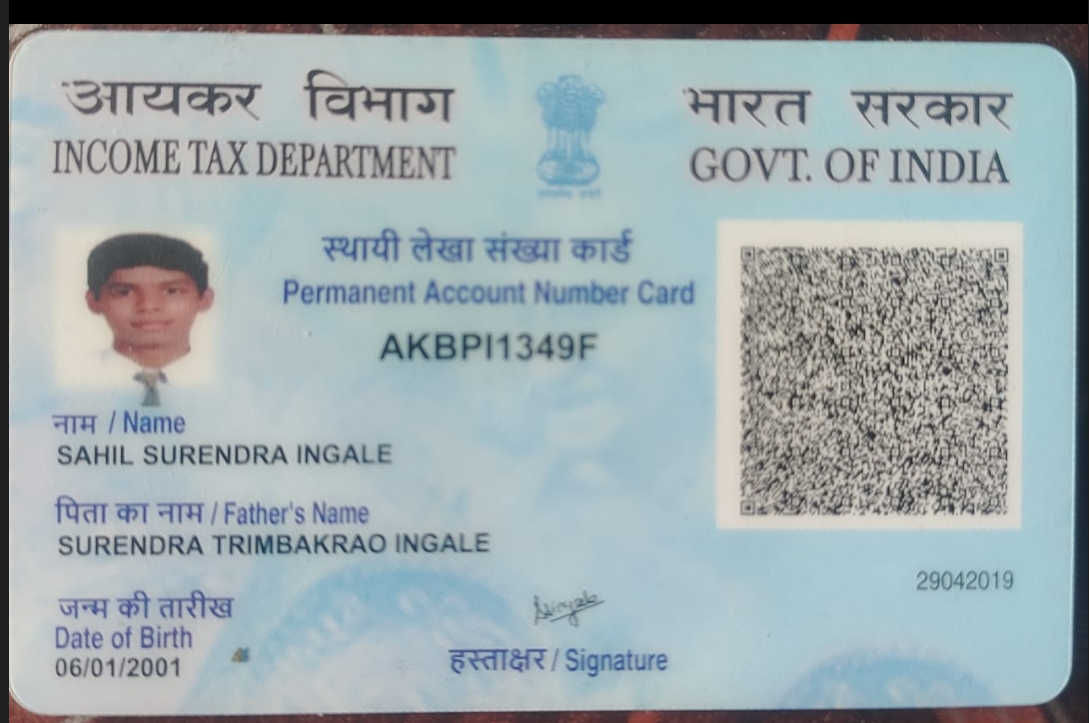 आयकर विभाग
INCOME TAX DEPARTMENT
भारत सरकार
GOVT. OF INDIA
स्थायी लेखा संख्या कार्ड
Permanent Account Number Card
AKBPI1349F
नाम / Name
SAHIL SURENDRA INGALE
पिता का नाम / Father's Name
SURENDRA TRIMBAKRAO INGALE
29042019
जन्म की तारीख
Date of Birth
06/01/2001
हस्ताक्षर / Signature